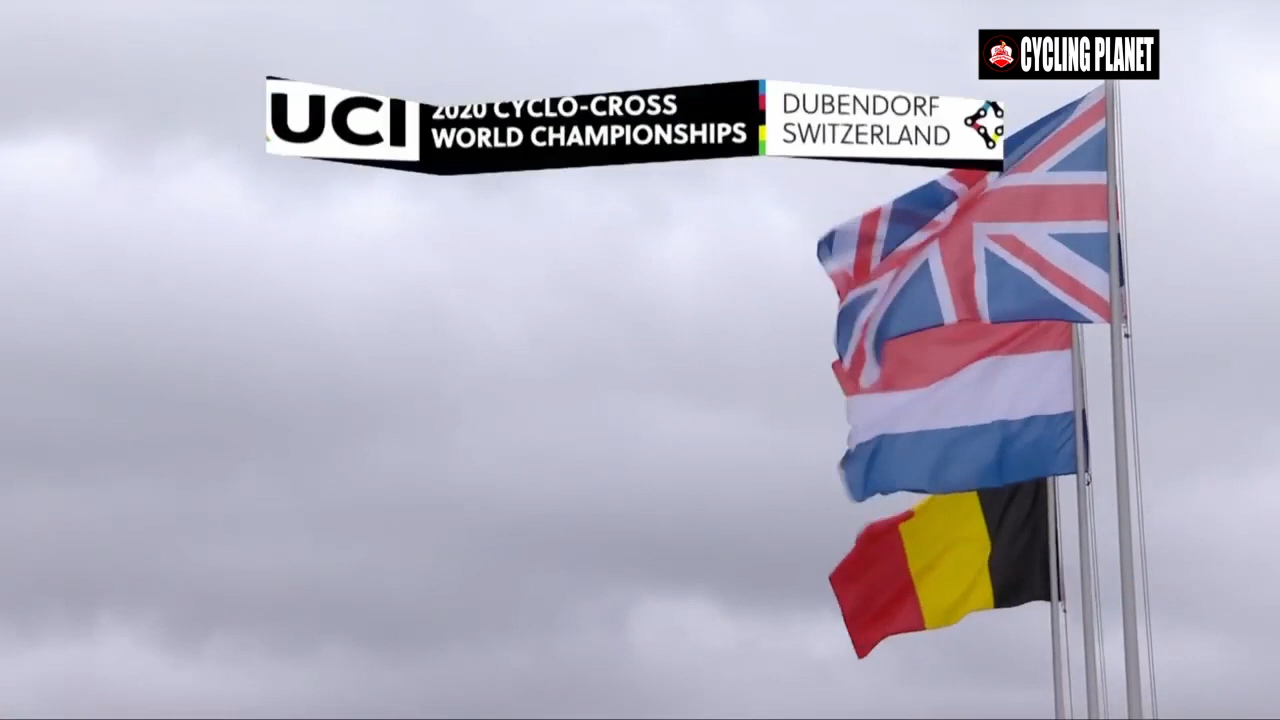 CYCLING PLANET
UCI
2020 CYCLO-CROSS
WORLD CHAMPIONSHIPS
DUBENDORF
SWITZERLAND